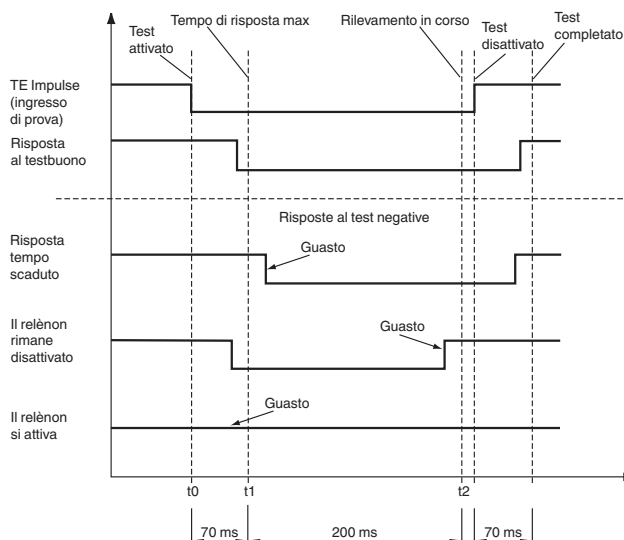 Test
attivato
Tempo di risposta max
Rilevamento in corso
Test
disattivato
Test
completato
TE Impulse
(ingresso
di prova)
Risposta
al testbuono
Risposte al test negative
Risposta
tempo
scaduto
Guasto
Il relènon
rimane
disattivato
Guasto
Il relènon
si attiva
Guasto
t0
t1
t2
70 ms
200 ms
70 ms